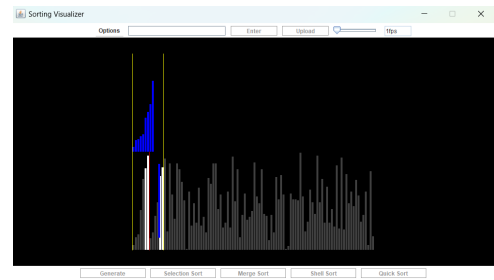 Sorting Visualizer
Options Enter Upload 1fps
Generate Selection Sort Merge Sort Shell Sort Quick Sort